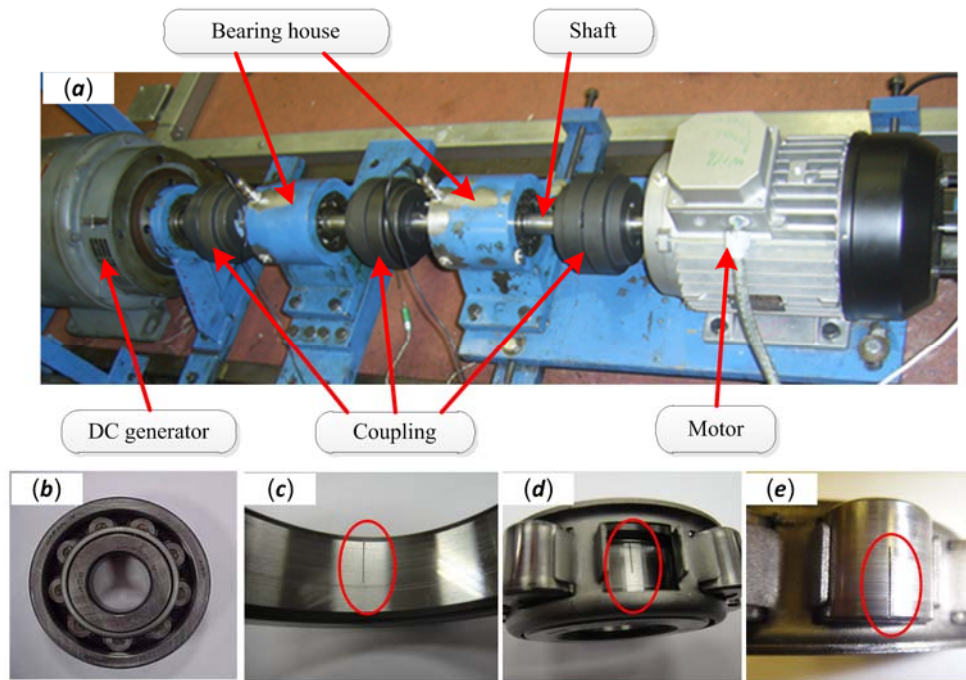 Bearing house
Shaft
(a)
DC generator
Coupling
Motor
(b)
(c)
(d)
(e)